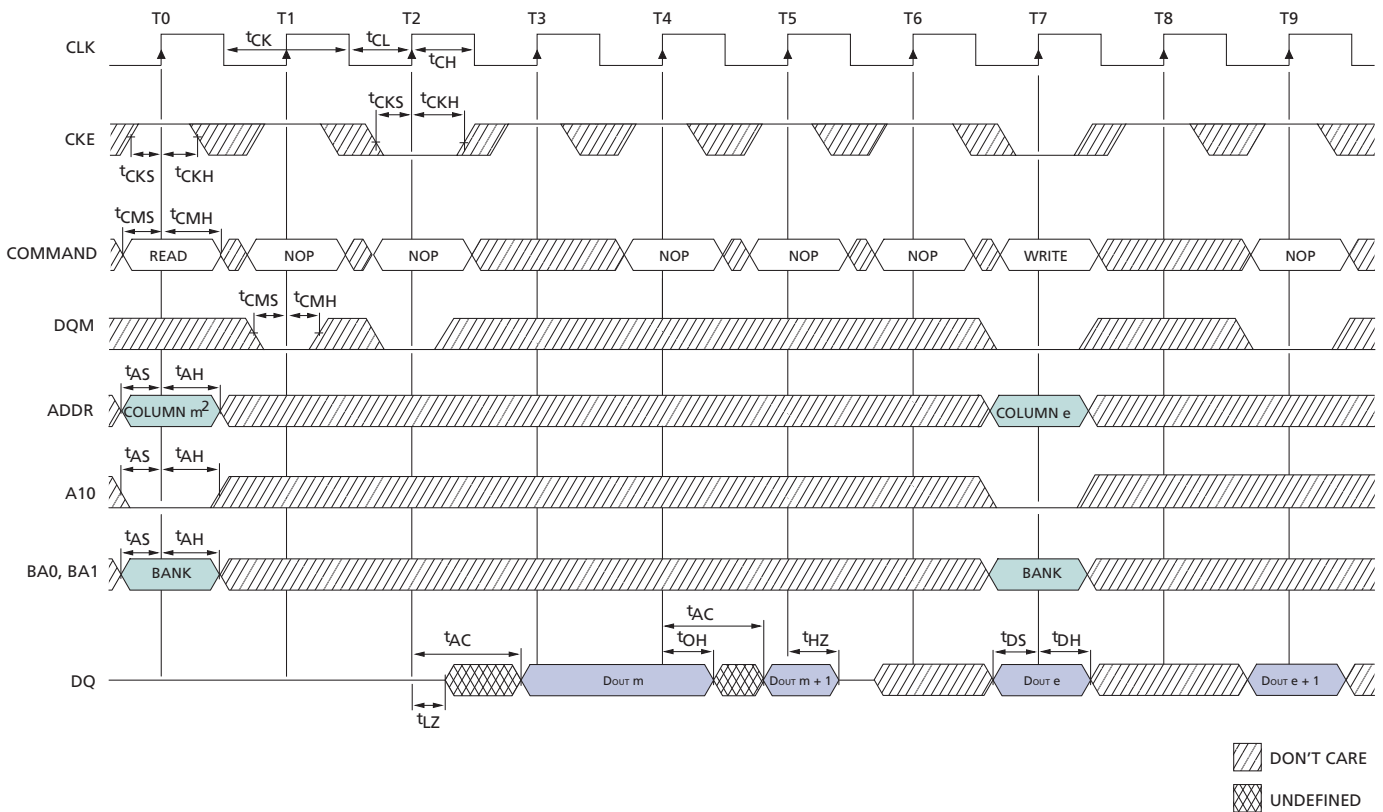 T0 T1 T2 T3 T4 T5 T6 T7 T8 T9
CLK
tCK tCL
tCH
tCKS tCKH
CKE
tCKS tCKH
tCMS tCMH
COMMAND READ NOP NOP NOP NOP NOP WRITE NOP
tCMS tCMH
DQM
tAS tAH
ADDR COLUMN m2 COLUMN e
tAS tAH
A10
tAS tAH
BA0, BA1 BANK BANK
tAC
tAC tOH tHZ tDS tDH
DQ DOUT m DOUT m + 1 DOUT e DOUT e + 1
tLZ
DON'T CARE
UNDEFINED